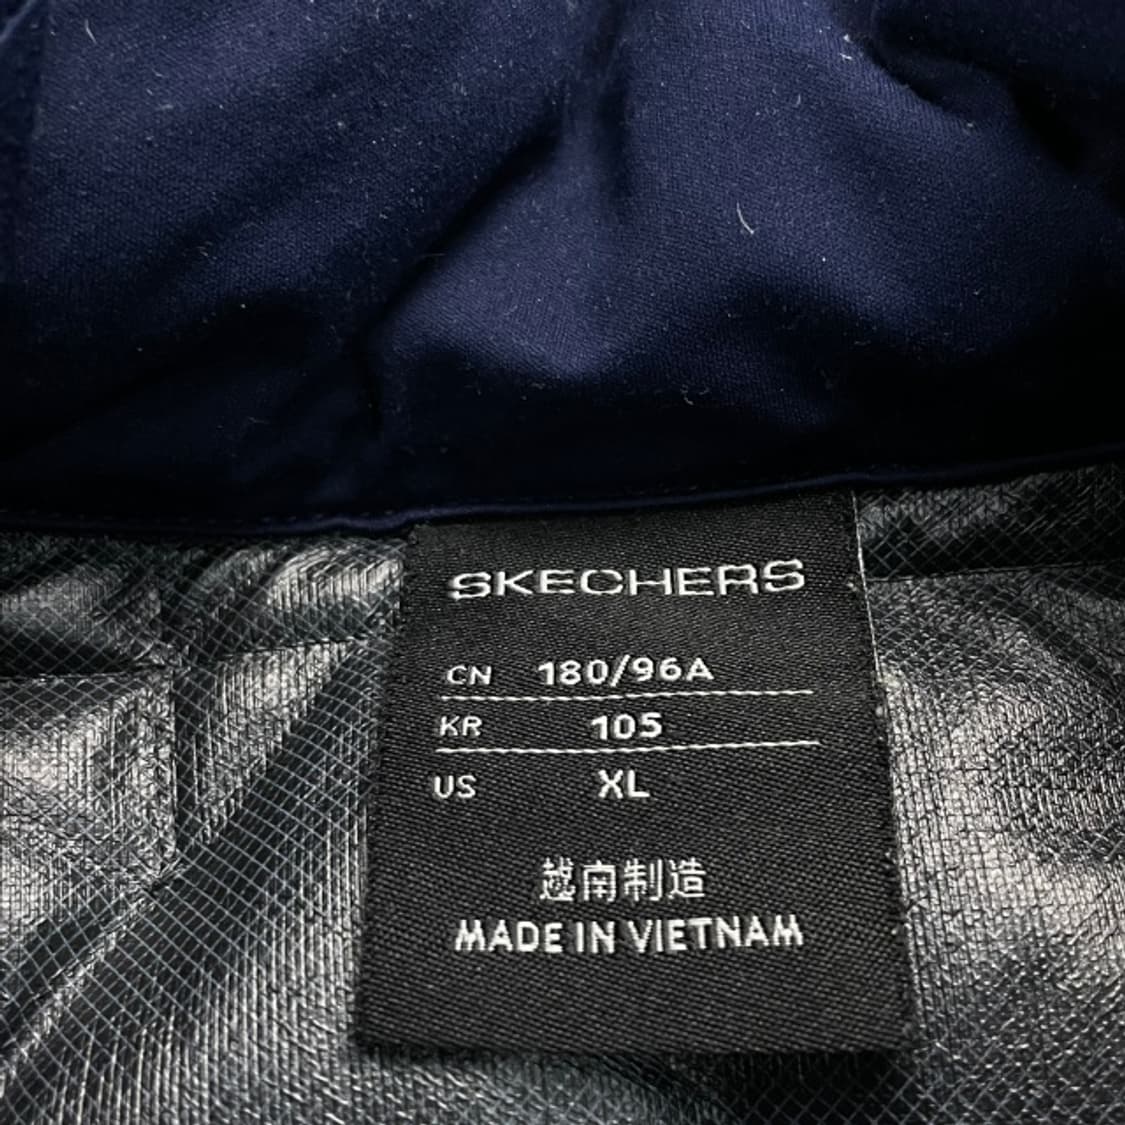 SKECHERS
CN 180/96A
KR 105
US XL
越南制造
MADE IN VIETNAM